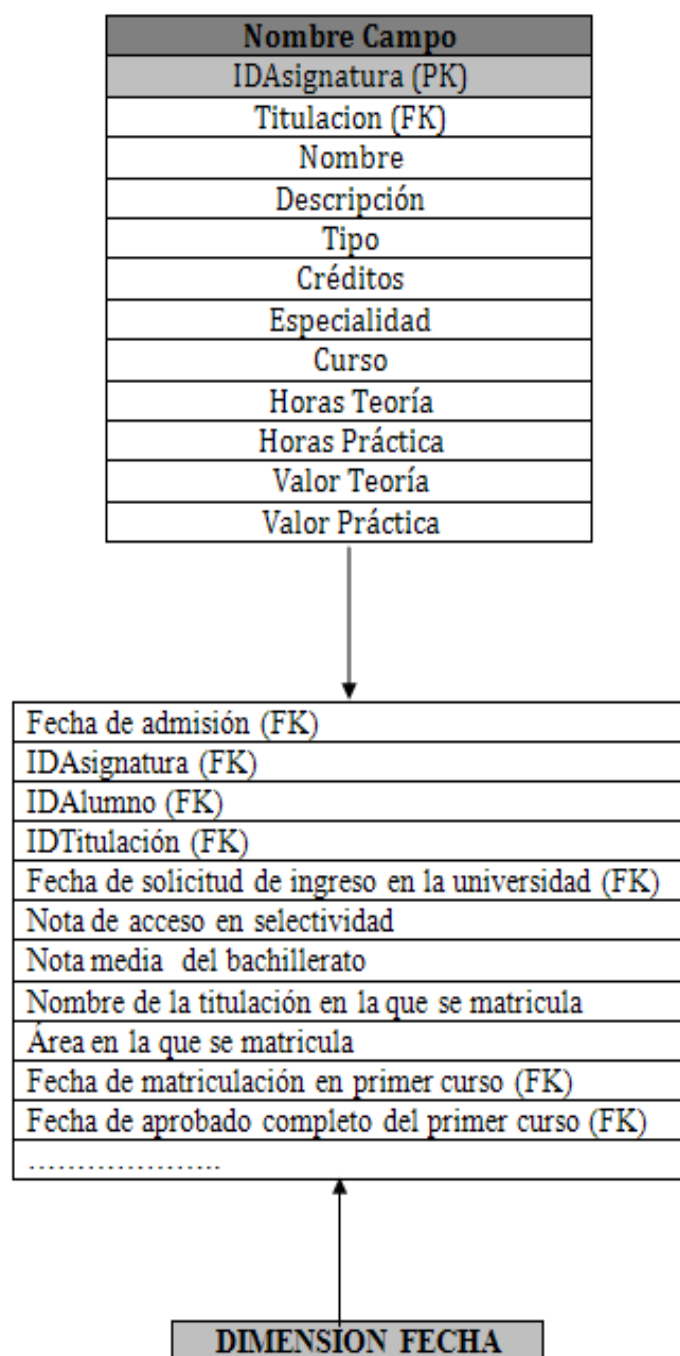 Nombre Campo
IDAsignatura (PK)
Titulacion (FK)
Nombre
Descripción
Tipo
Créditos
Especialidad
Curso
Horas Teoría
Horas Práctica
Valor Teoría
Valor Práctica
Fecha de admisión (FK)
IDAsignatura (FK)
IDAlumno (FK)
IDTitulación (FK)
Fecha de solicitud de ingreso en la universidad (FK)
Nota de acceso en selectividad
Nota media del bachillerato
Nombre de la titulación en la que se matricula
Área en la que se matricula
Fecha de matriculación en primer curso (FK)
Fecha de aprobado completo del primer curso (FK)
………………..
DIMENSION FECHA